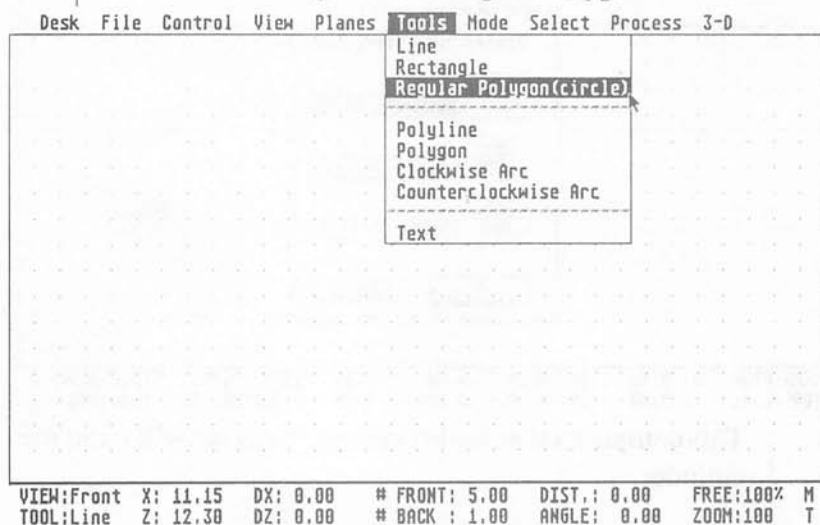 Desk File Control View Planes Tools Mode Select Process 3-D
Line
Rectangle
Regular Polygon(circle)
Polyline
Polygon
Clockwise Arc
Counterclockwise Arc
Text
VIEW:Front X: 11.15 DX: 0.00 # FRONT: 5.00 DIST.: 0.00 FREE:100% M
TOOL:Line Z: 12.30 DZ: 0.00 # BACK : 1.00 ANGLE: 0.00 ZOOM:100 T